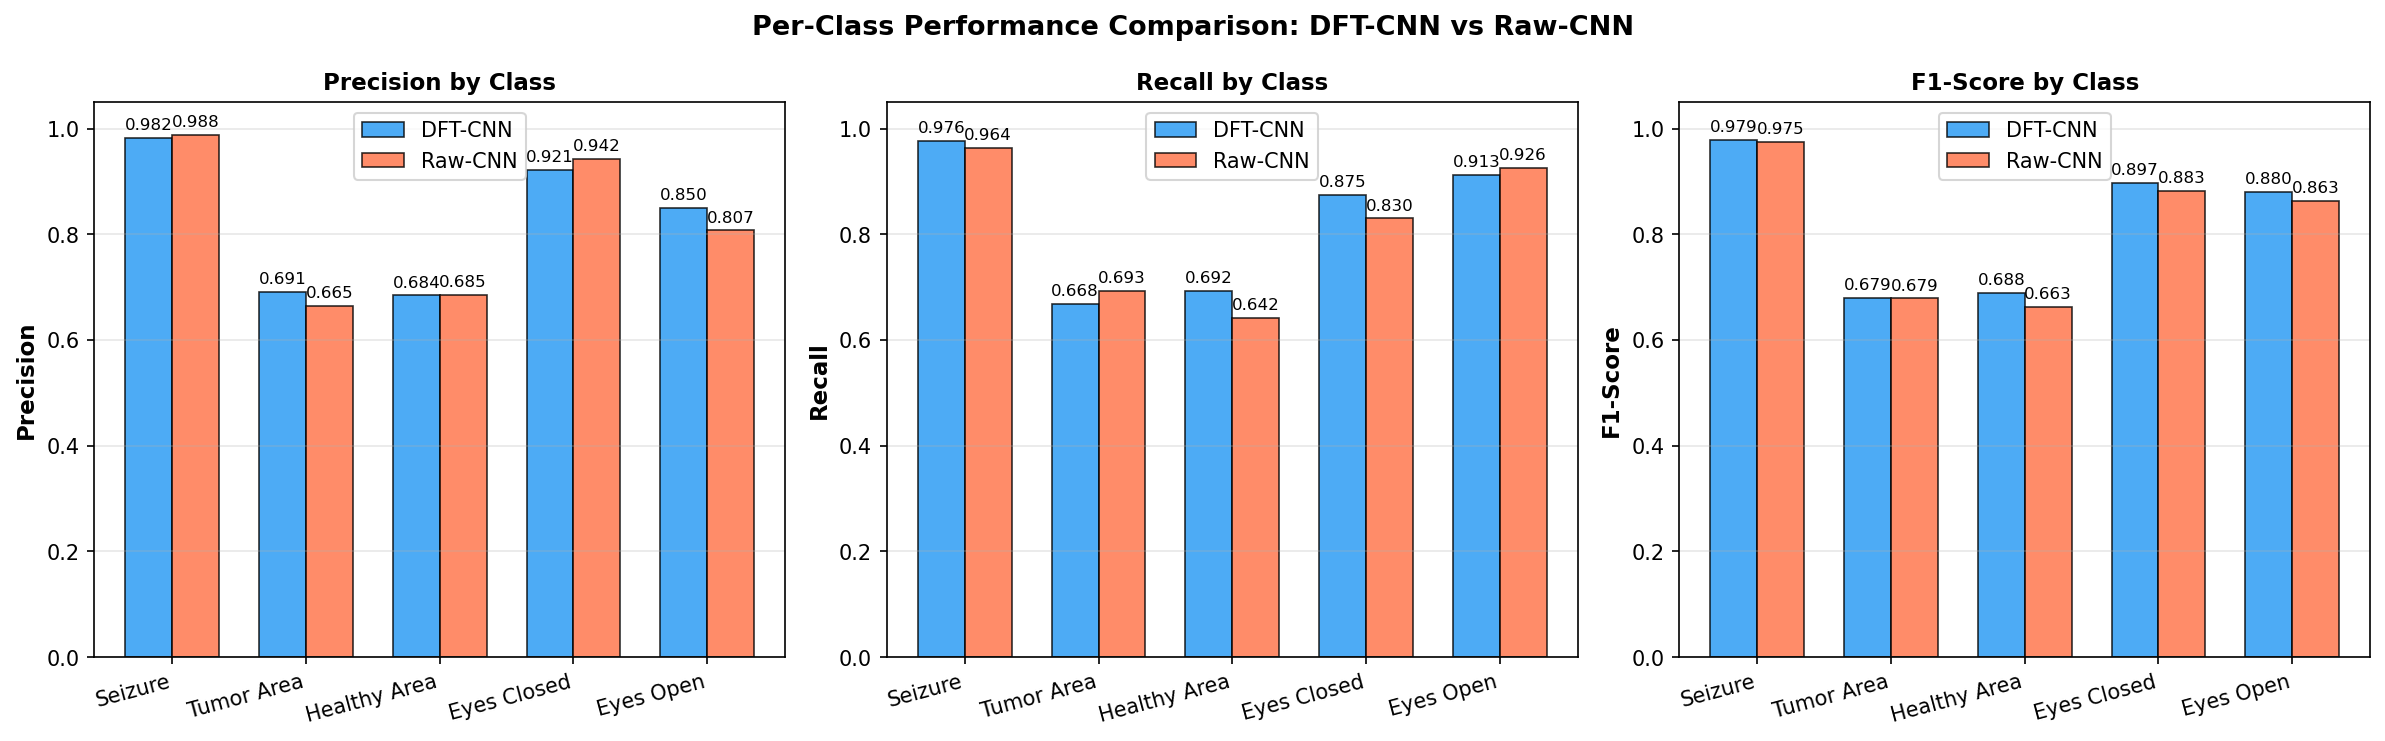 Per-Class Performance Comparison: DFT-CNN vs Raw-CNN
Precision by Class
DFT-CNN
Raw-CNN
0.982 0.988
0.691 0.665
0.684 0.685
0.921 0.942
0.850 0.807
1.0
0.8
0.6
0.4
0.2
0.0
Precision
Seizure
Tumor Area
Healthy Area
Eyes Closed
Eyes Open
Recall by Class
DFT-CNN
Raw-CNN
0.976 0.964
0.668 0.693
0.692 0.642
0.875 0.830
0.913 0.926
1.0
0.8
0.6
0.4
0.2
0.0
Recall
Seizure
Tumor Area
Healthy Area
Eyes Closed
Eyes Open
F1-Score by Class
DFT-CNN
Raw-CNN
0.979 0.975
0.679 0.679
0.688 0.663
0.897 0.883
0.880 0.863
1.0
0.8
0.6
0.4
0.2
0.0
F1-Score
Seizure
Tumor Area
Healthy Area
Eyes Closed
Eyes Open